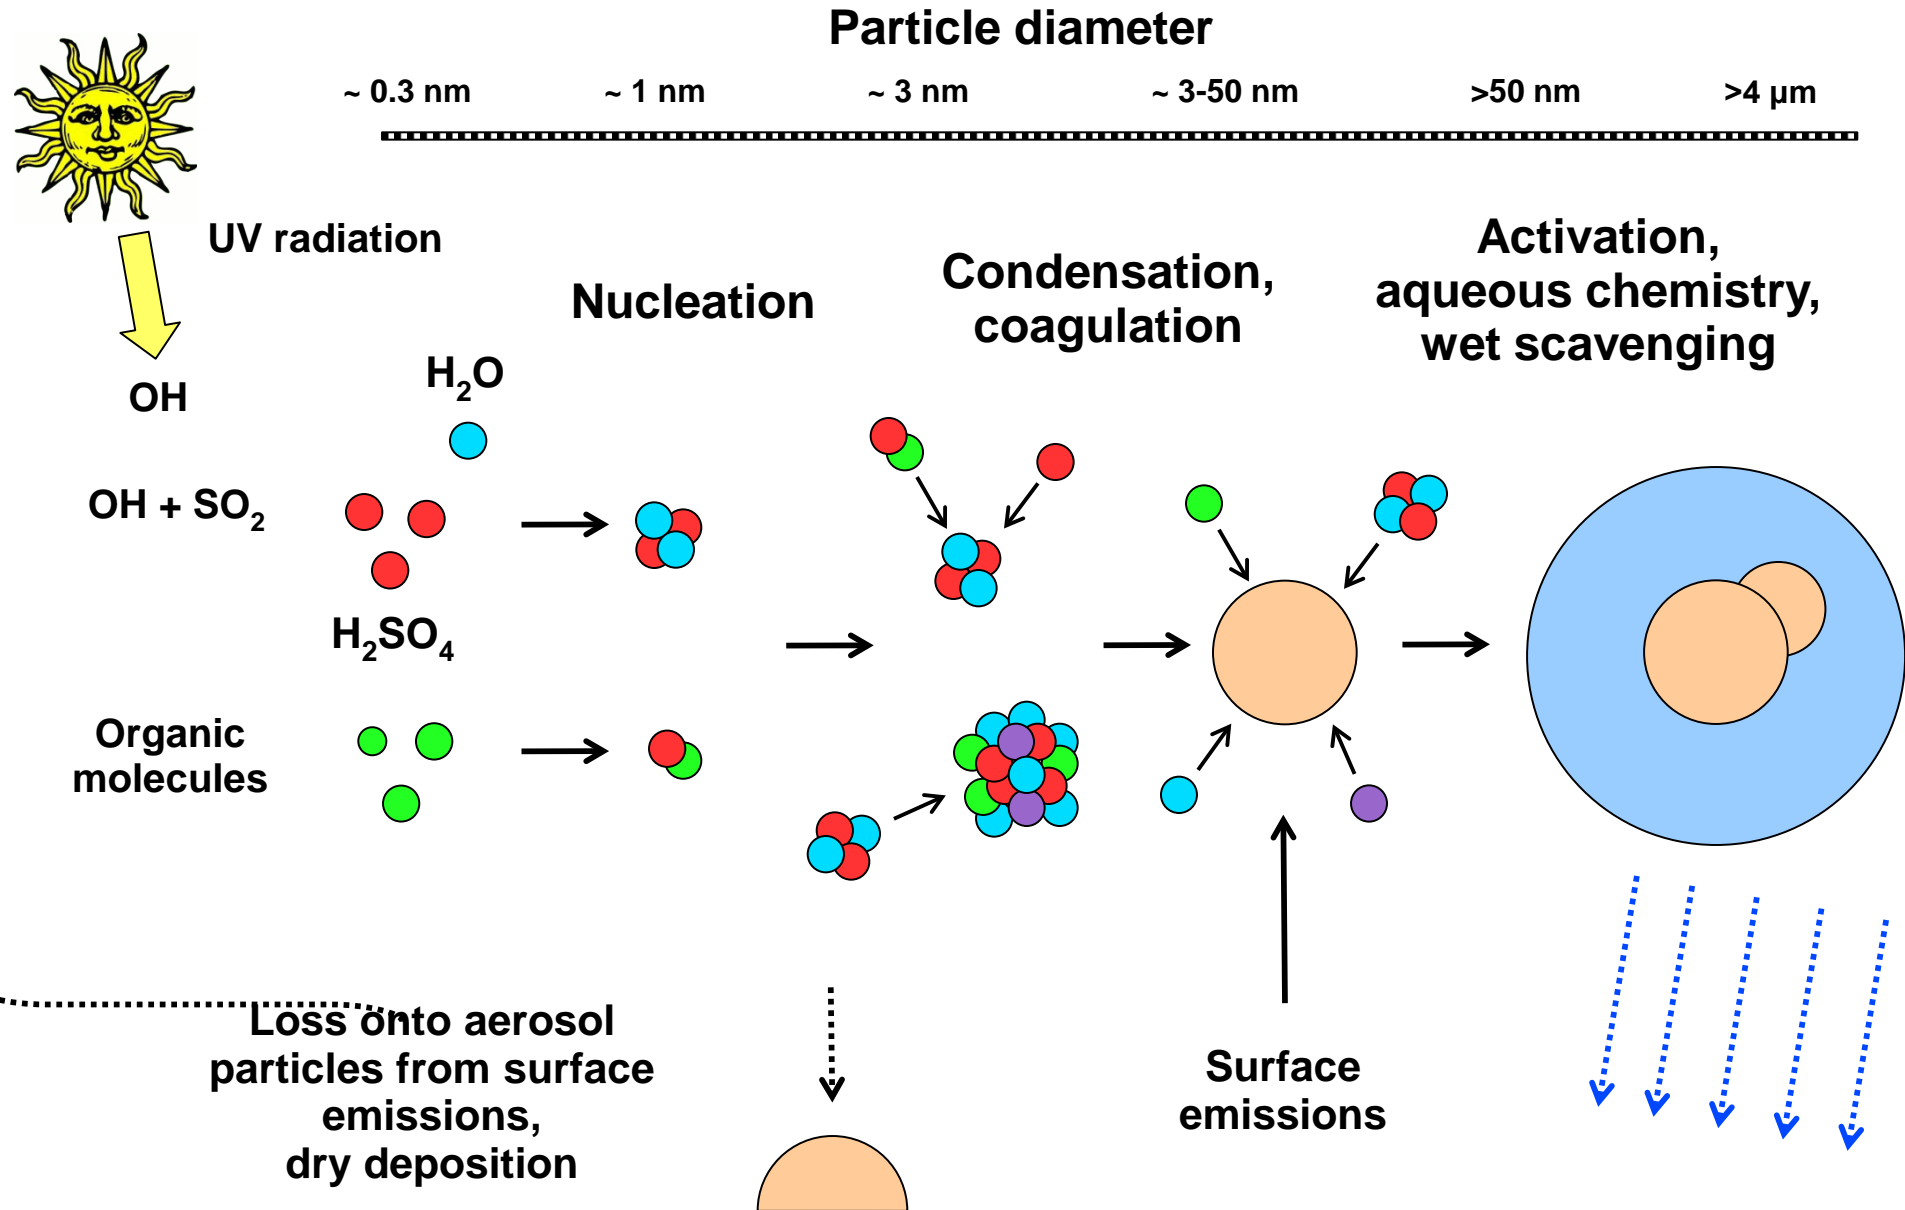 Particle diameter
~ 0.3 nm ~ 1 nm ~ 3 nm ~ 3-50 nm >50 nm >4 µm
UV radiation
Nucleation
Condensation,
coagulation
Activation,
aqueous chemistry,
wet scavenging
OH
H₂O
OH + SO₂
H₂SO₄
Organic
molecules
Loss onto aerosol
particles from surface
emissions,
dry deposition
Surface
emissions